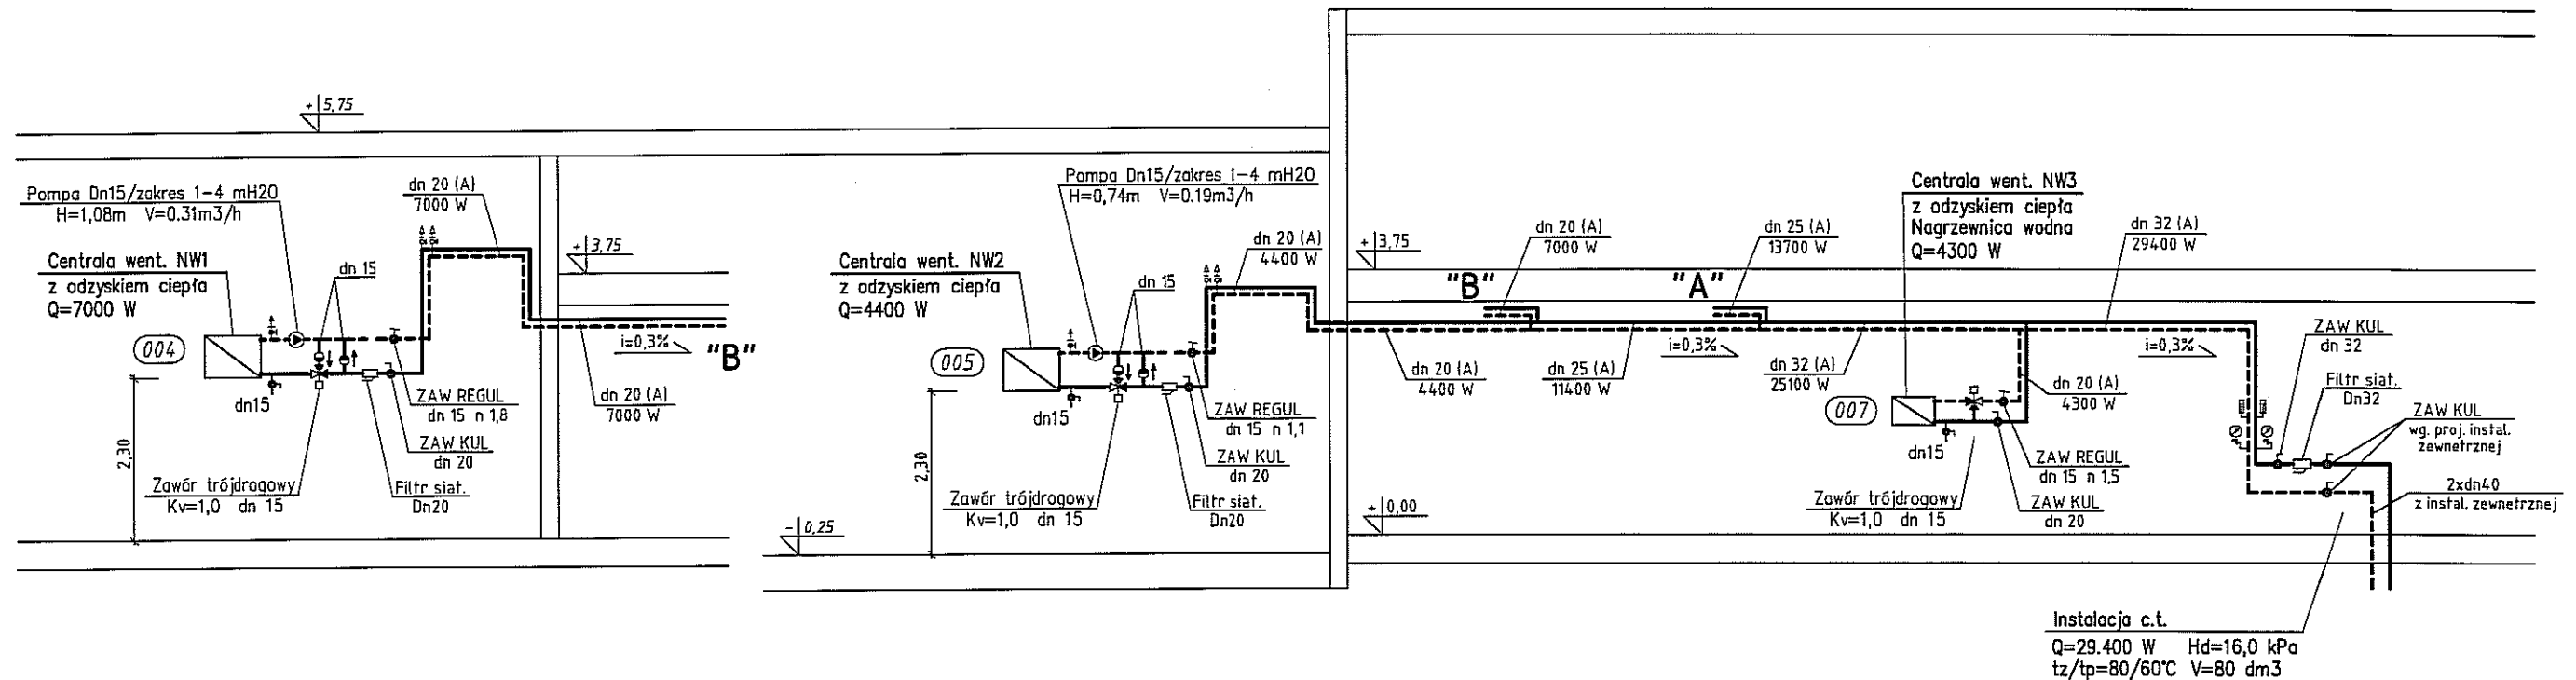 + 5,75
Pompa Dn15/zakres 1-4 mH2O
H=1,08m V=0.31m3/h
dn 20 (A)
7000 W
Centrala went. NW1
z odzyskiem ciepła
Q=7000 W
dn 15
+ 3,75
004
dn15
i=0,3%
"B"
dn 20 (A)
7000 W
ZAW REGUL
dn 15 n 1,8
ZAW KUL
dn 20
2,30
Zawór trójdrogowy
Kv=1,0 dn 15
Filtr siat.
Dn20
Pompa Dn15/zakres 1-4 mH2O
H=0,74m V=0.19m3/h
dn 20 (A)
4400 W
Centrala went. NW2
z odzyskiem ciepła
Q=4400 W
dn 15
005
dn15
ZAW REGUL
dn 15 n 1,1
ZAW KUL
dn 20
2,30
Zawór trójdrogowy
Kv=1,0 dn 15
Filtr siat.
Dn20
- 0,25
+ 3,75
"B"
dn 20 (A)
7000 W
"A"
dn 25 (A)
13700 W
Centrala went. NW3
z odzyskiem ciepła
Nagrzewnica wodna
Q=4300 W
dn 32 (A)
29400 W
dn 20 (A)
4400 W
dn 25 (A)
11400 W
i=0,3%
dn 32 (A)
25100 W
i=0,3%
dn 20 (A)
4300 W
007
dn15
ZAW REGUL
dn 15 n 1,5
ZAW KUL
dn 20
Zawór trójdrogowy
Kv=1,0 dn 15
+ 0,00
ZAW KUL
dn 32
Filtr siat.
Dn32
ZAW KUL
wg. proj. instal.
zewnetrznej
2xdn40
z instal. zewnetrznej
Instalacja c.t.
Q=29.400 W Hd=16,0 kPa
tz/tp=80/60°C V=80 dm3